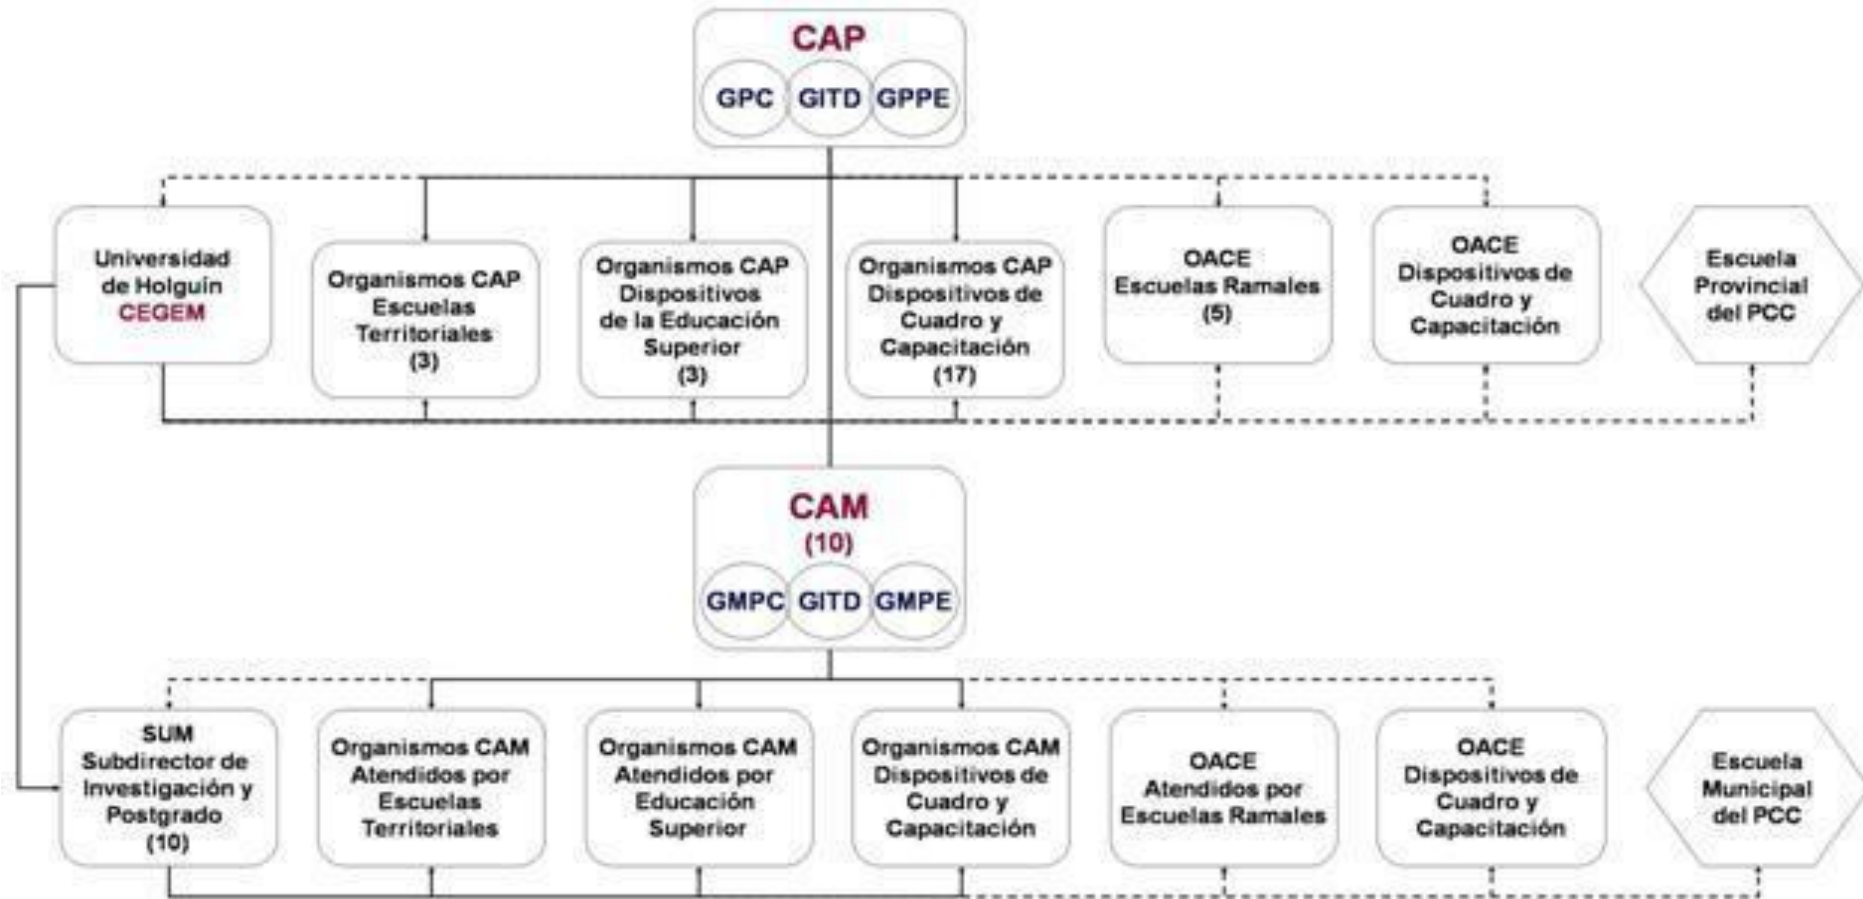 CAP
GPC GITD GPPE
Universidad
de Holguín
CEGEM
Organismos CAP
Escuelas
Territoriales
(3)
Organismos CAP
Dispositivos
de la Educación
Superior
(3)
Organismos CAP
Dispositivos de
Cuadro y
Capacitación
(17)
OACE
Escuelas Ramales
(5)
OACE
Dispositivos de
Cuadro y
Capacitación
Escuela
Provincial
del PCC
CAM
(10)
GMPC GITD GMPE
SUM
Subdirector de
Investigación y
Postgrado
(10)
Organismos CAM
Atendidos por
Escuelas
Territoriales
Organismos CAM
Atendidos por
Educación
Superior
Organismos CAM
Dispositivos de
Cuadro y
Capacitación
OACE
Atendidos por
Escuelas Ramales
OACE
Dispositivos de
Cuadro y
Capacitación
Escuela
Municipal
del PCC